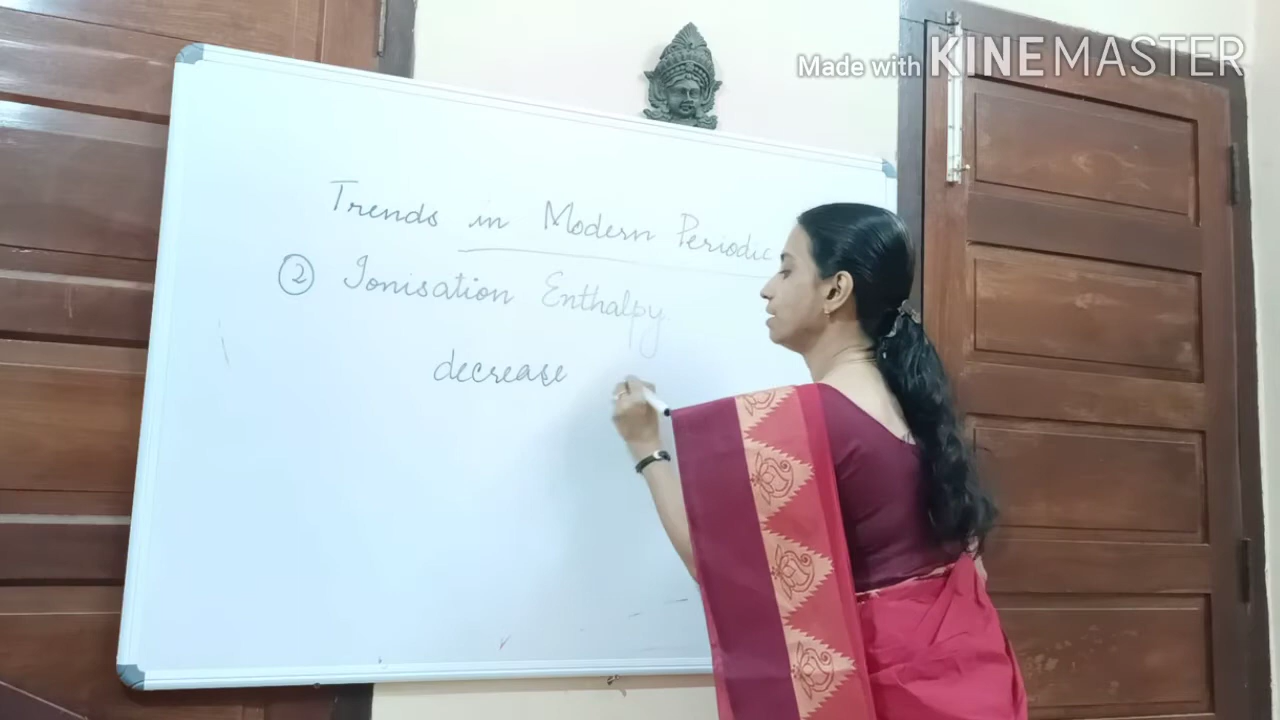 Made with KINEMASTER
Trends in Modern Periodic
② Ionisation Enthalpy
decrease